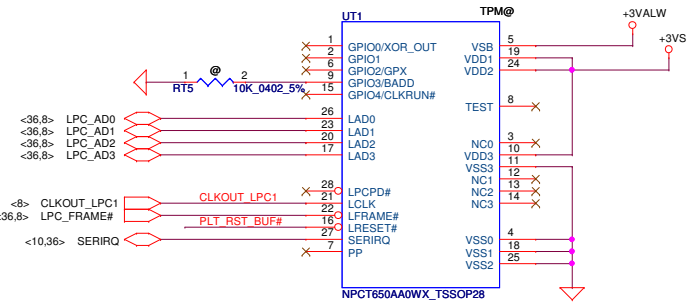 UT1 TPM@
+3VALW
+3VS
1 GPIO0/XOR_OUT VSB 5
2 GPIO1 VDD1 19
6 GPIO2/GPX VDD2 24
@
1 2 9 GPIO3/BADD
RT5 10K_0402_5% 15 GPIO4/CLKRUN#
TEST 8
<36,8> LPC_AD0 26 LAD0
<36,8> LPC_AD1 23 LAD1
<36,8> LPC_AD2 20 LAD2 NC0 3
<36,8> LPC_AD3 17 LAD3 VDD3 10
VSS3 11
NC1 12
28 LPCPD# NC2 13
<8> CLKOUT_LPC1 CLKOUT_LPC1 21 LCLK NC3 14
<36,8> LPC_FRAME# 22 LFRAME#
PLT_RST_BUF# 16 LRESET#
<10,36> SERIRQ 27 SERIRQ VSS0 4
7 PP VSS1 18
VSS2 25
NPCT650AA0WX_TSSOP28